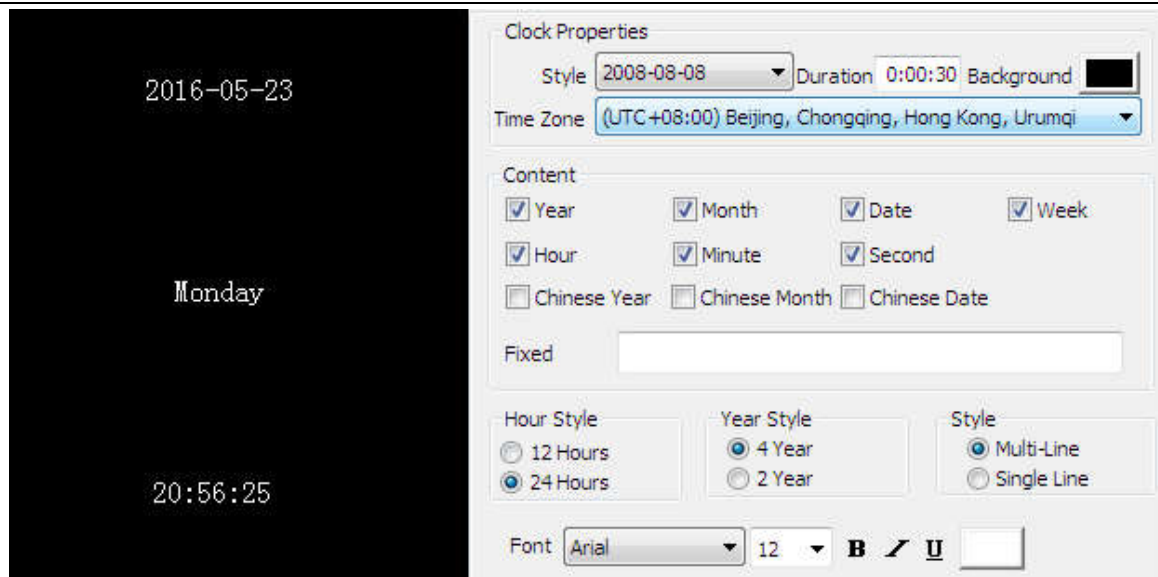 2016-05-23
Monday
20:56:25
Clock Properties
Style 2008-08-08 Duration 0:00:30 Background
Time Zone (UTC+08:00) Beijing, Chongqing, Hong Kong, Urumqi
Content
Year Month Date Week
Hour Minute Second
Chinese Year Chinese Month Chinese Date
Fixed
Hour Style Year Style Style
12 Hours 4 Year Multi-Line
24 Hours 2 Year Single Line
Font Arial 12 B I U